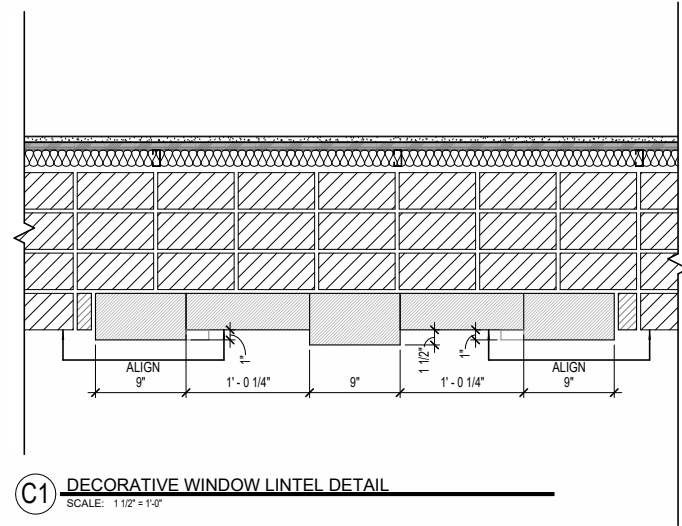 1"
1 1/2"
1"
ALIGN
ALIGN
9"
1' - 0 1/4"
9"
1' - 0 1/4"
9"
C1
DECORATIVE WINDOW LINTEL DETAIL
SCALE: 1 1/2" = 1'-0"